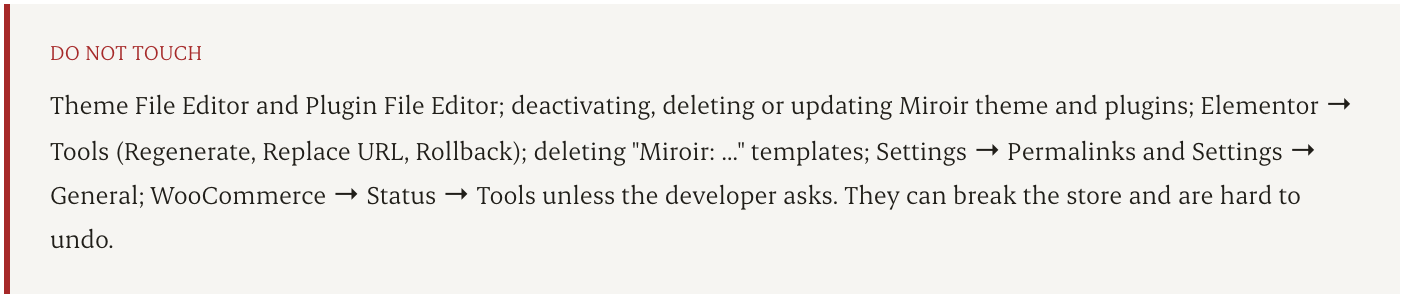 DO NOT TOUCH
Theme File Editor and Plugin File Editor; deactivating, deleting or updating Miroir theme and plugins; Elementor →
Tools (Regenerate, Replace URL, Rollback); deleting "Miroir: ..." templates; Settings → Permalinks and Settings →
General; WooCommerce → Status → Tools unless the developer asks. They can break the store and are hard to
undo.